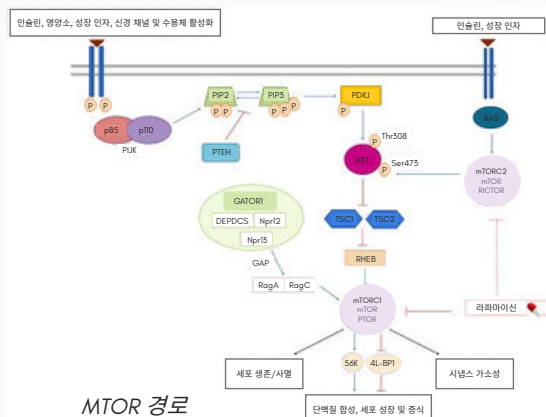 인슐린, 영양소, 성장 인자, 신경 채널 및 수용체 활성화
인슐린, 성장 인자
P P
p85 p110
PIJK
PIP2
P P
PIP3
P P P
PDKJ
P
PTEH
RAS
P Thr308
AKT
P Ser473
mTORC2
mTOR
RICTOR
GATOR1
DEPDCS Npr12
Npr13
GAP
RagA RagC
TSC1 TSC2
RHEB
mTORC1
mTOR
PTOR
라파마이신
세포 생존/사멸
56K 4L-BP1
시냅스 가소성
단백질 합성, 세포 성장 및 증식
MTOR 경로